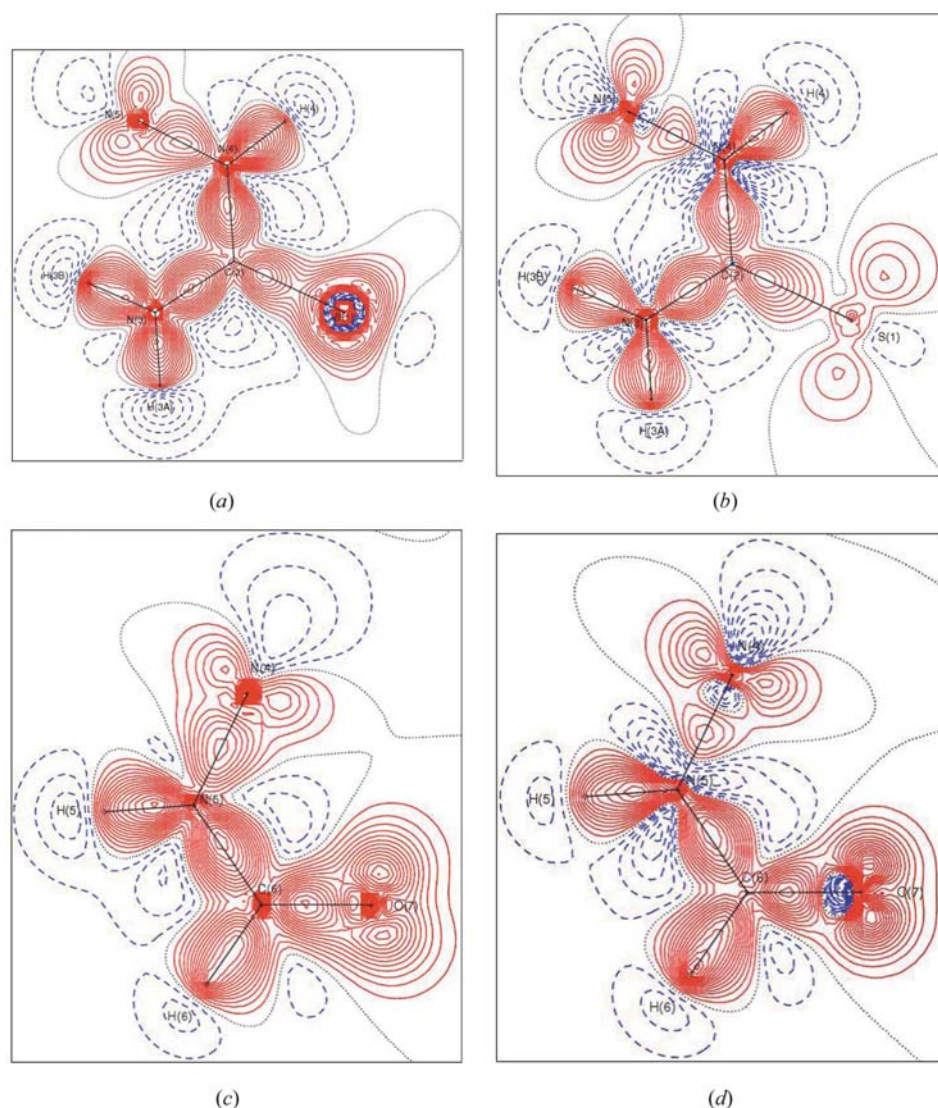 H(4)
N(5)
N(4)
H(3B)
C(2)
N(3)
H(3A)
(a)
H(4)
H(3B)
S(1)
H(3A)
(b)
N(4)
H(5)
N(5)
C(6)
O(7)
H(6)
(c)
N(4)
H(5)
N(5)
C(6)
O(7)
H(6)
(d)